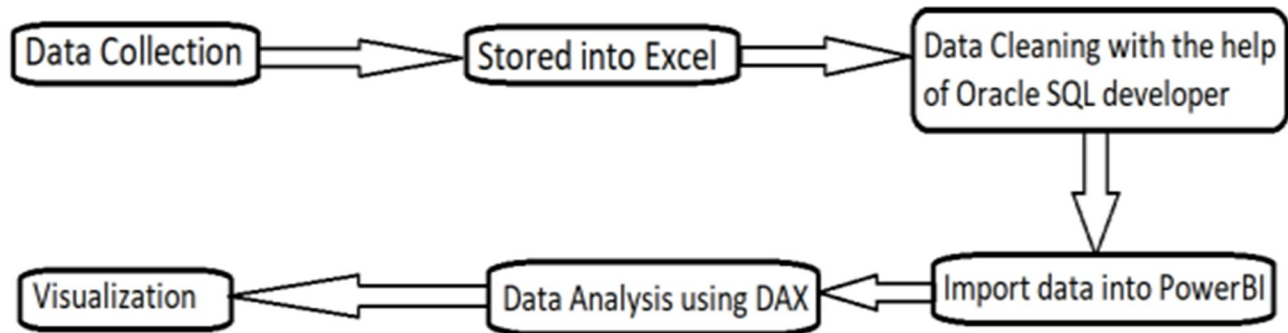 Data Collection
Stored into Excel
Data Cleaning with the help
of Oracle SQL developer
Import data into PowerBI
Data Analysis using DAX
Visualization